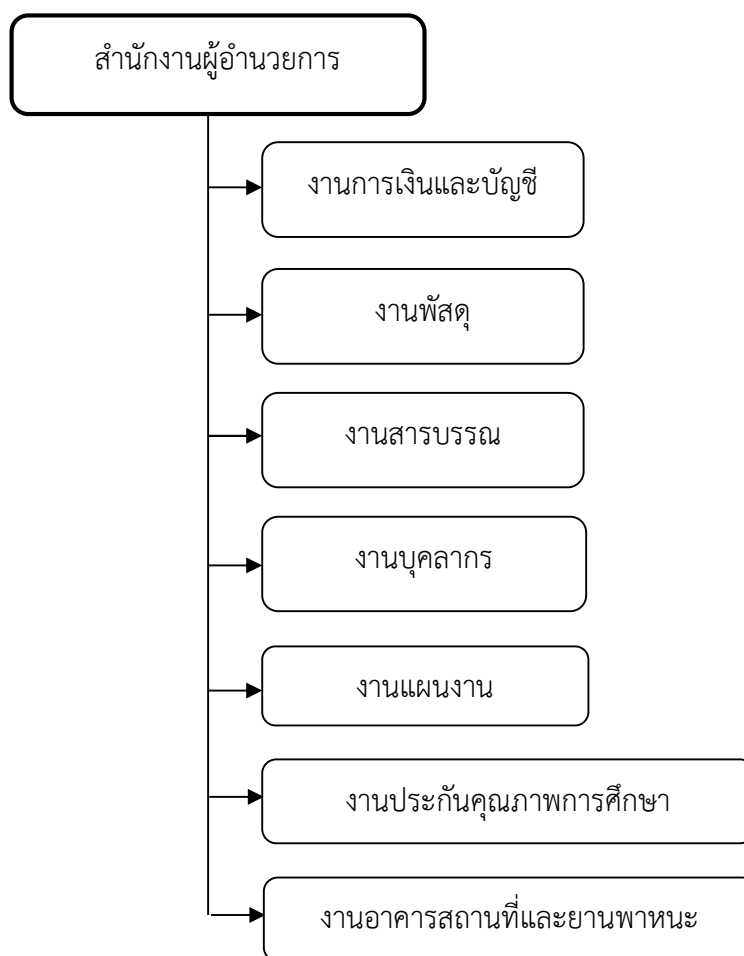 สำนักงานผู้อำนวยการ
งานการเงินและบัญชี
งานพัสดุ
งานสารบรรณ
งานบุคลากร
งานแผนงาน
งานประกันคุณภาพการศึกษา
งานอาคารสถานที่และยานพาหนะ